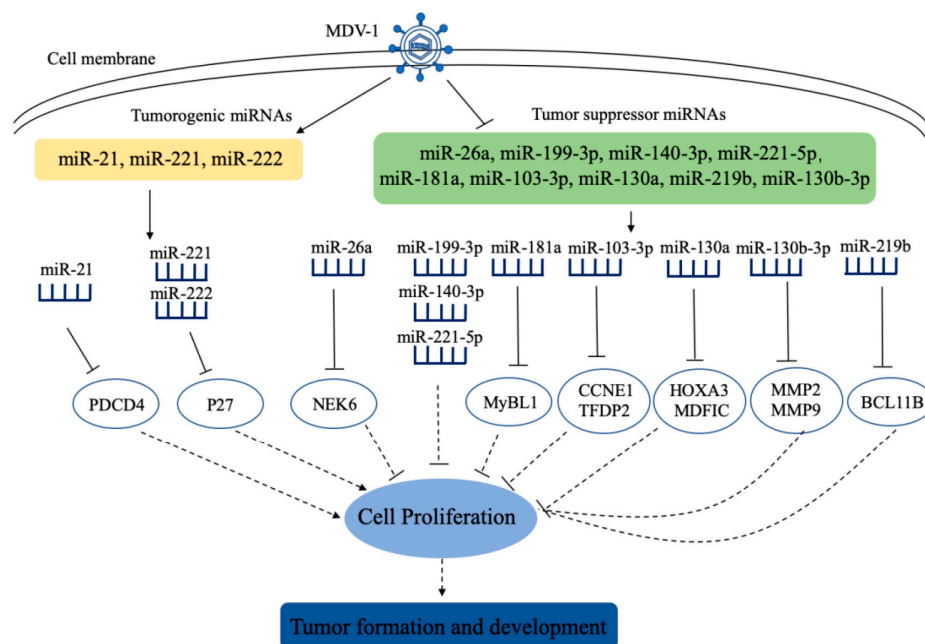 MDV-1
Cell membrane
Tumorogenic miRNAs
Tumor suppressor miRNAs
miR-21, miR-221, miR-222
miR-26a, miR-199-3p, miR-140-3p, miR-221-5p,
miR-181a, miR-103-3p, miR-130a, miR-219b, miR-130b-3p
miR-21
miR-221
miR-222
miR-26a
miR-199-3p
miR-140-3p
miR-221-5p
miR-181a
miR-103-3p
miR-130a
miR-130b-3p
miR-219b
PDCD4
P27
NEK6
MyBL1
CCNE1
TFDP2
HOXA3
MDFIC
MMP2
MMP9
BCL11B
Cell Proliferation
Tumor formation and development